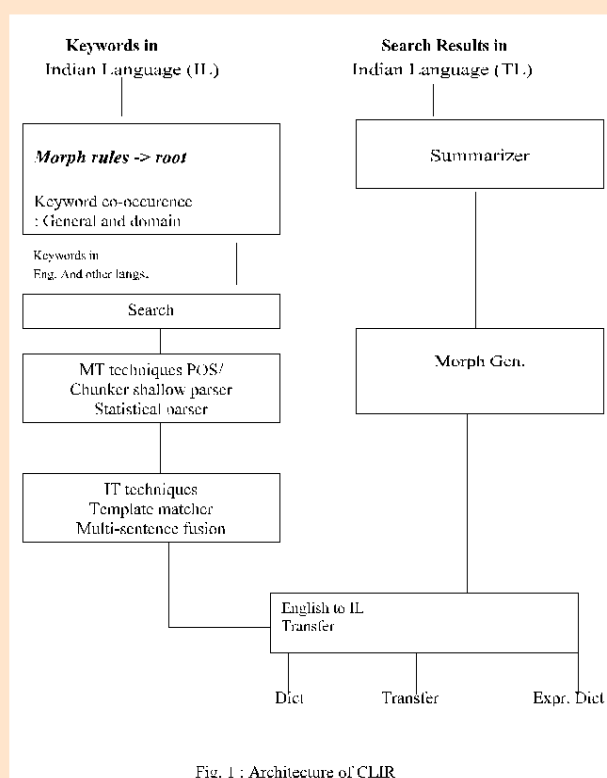 Keywords in
Indian Language (IL)
Morph rules -> root
Keyword co-occurence
: General and domain
Keywords in
Eng. And other langs.
Search
MT techniques POS/
Chunker shallow parser
Statistical parser
IT techniques
Template matcher
Multi-sentence fusion
Search Results in
Indian Language (TL)
Summarizer
Morph Gen.
English to IL
Transfer
Dict Transfer Expr. Dict
Fig. 1 : Architecture of CLIR